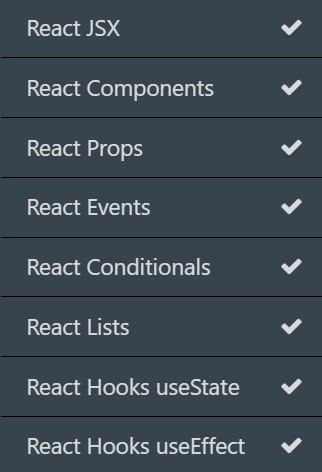 React JSX
React Components
React Props
React Events
React Conditionals
React Lists
React Hooks useState
React Hooks useEffect